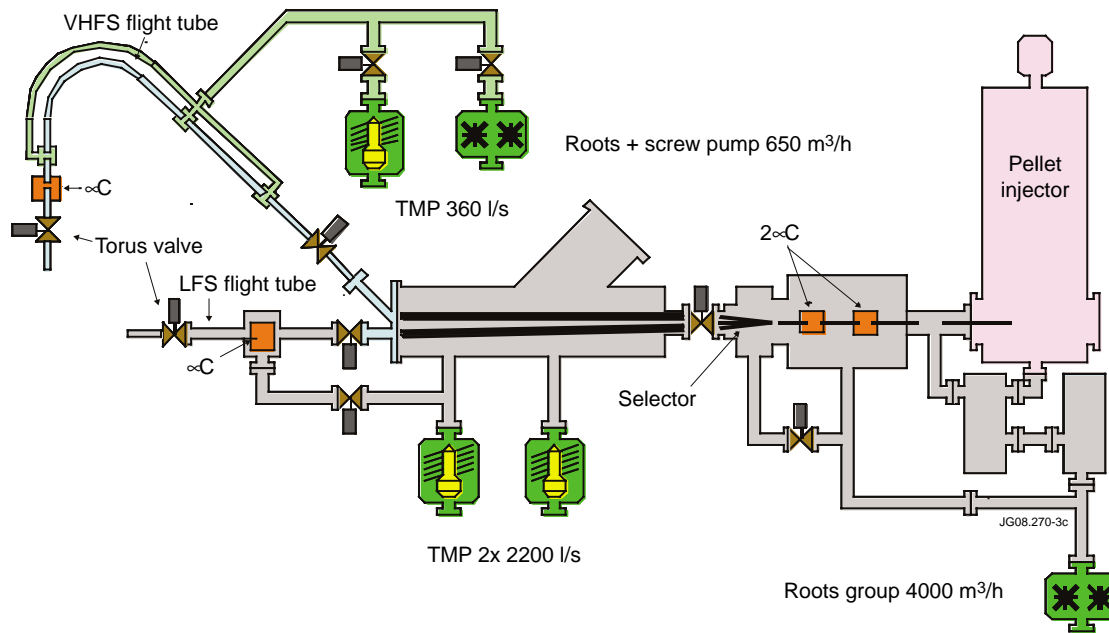 VHFS flight tube
Roots + screw pump 650 m³/h
Pellet
injector
∝C
TMP 360 l/s
Torus valve
2∝C
LFS flight tube
∝C
Selector
JG08.270-3c
TMP 2x 2200 l/s
Roots group 4000 m³/h